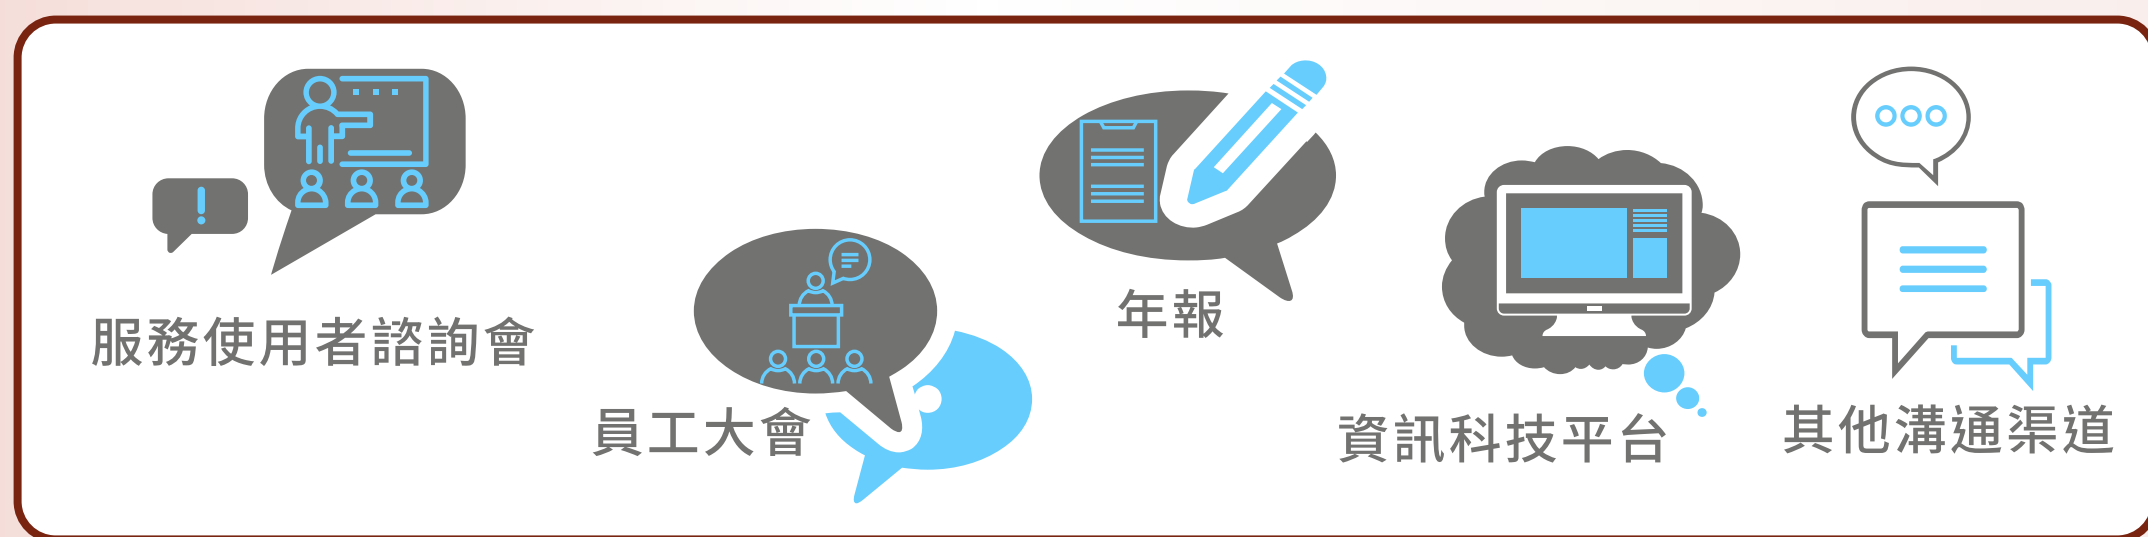 服務使用者諮詢會
員工大會
年報
資訊科技平台
其他溝通渠道